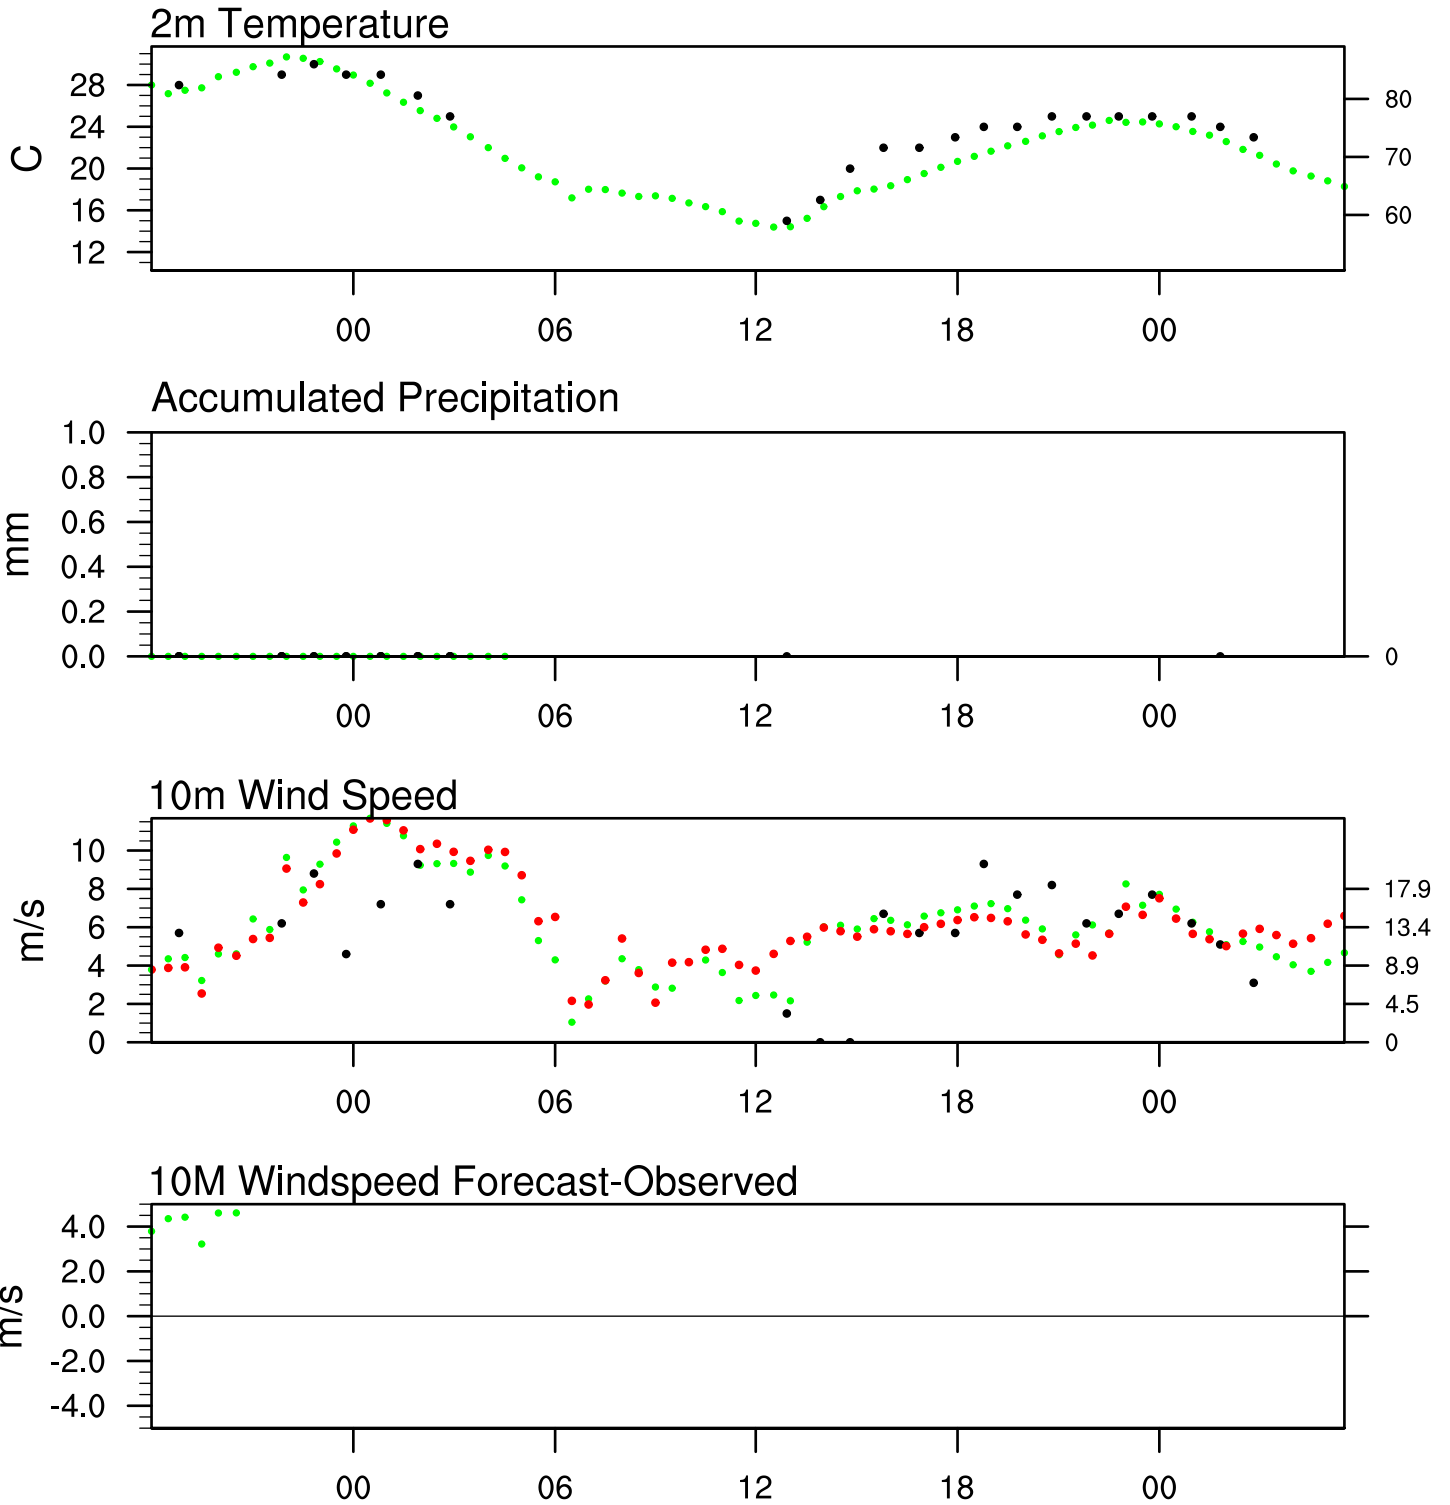 2m Temperature
28
24
20
16
12
C
80
70
60
00 06 12 18 00
Accumulated Precipitation
1.0
0.8
0.6
0.4
0.2
0.0
mm
0
00 06 12 18 00
10m Wind Speed
10
8
6
4
2
0
m/s
17.9
13.4
8.9
4.5
0
00 06 12 18 00
10M Windspeed Forecast-Observed
4.0
2.0
0.0
-2.0
-4.0
m/s
00 06 12 18 00